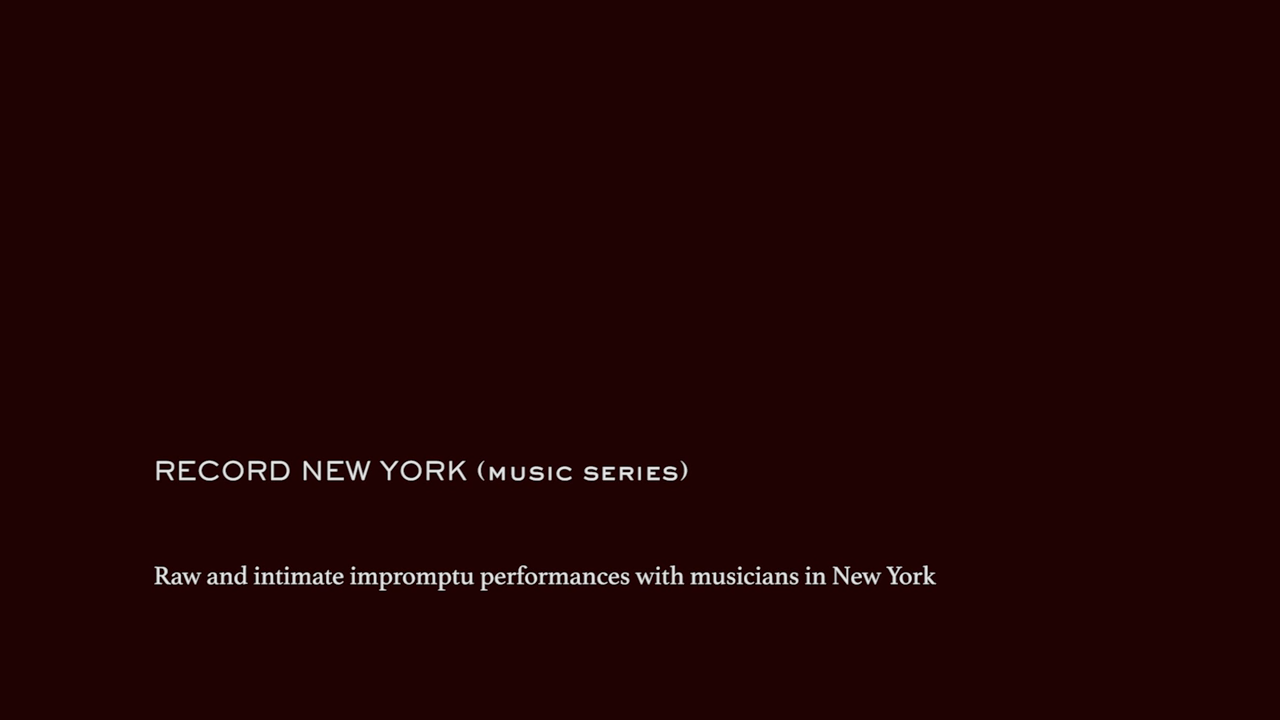 RECORD NEW YORK (MUSIC SERIES)
Raw and intimate impromptu performances with musicians in New York